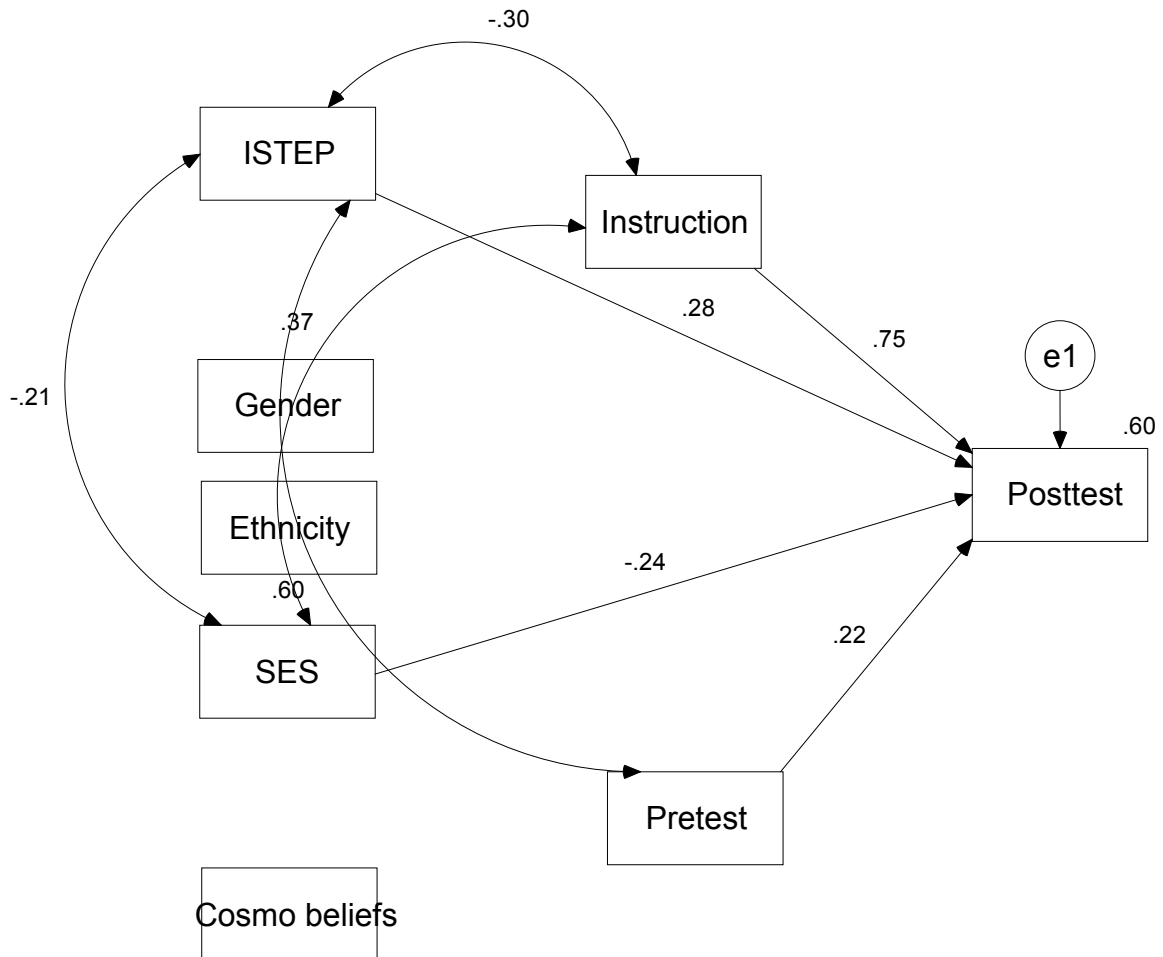 -.30
ISTEP
Instruction
.28
.37
.75
e1
-.21
Gender
.60
Posttest
Ethnicity
-.24
.60
.22
SES
Pretest
Cosmo beliefs